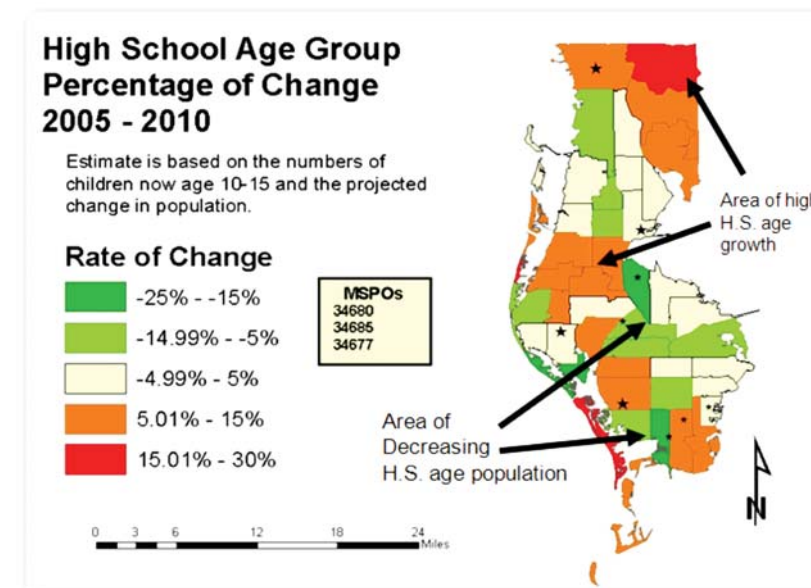 High School Age Group
Percentage of Change
2005 - 2010
Estimate is based on the numbers of
children now age 10-15 and the projected
change in population.
Rate of Change
-25% - -15%
-14.99% - -5%
-4.99% - 5%
5.01% - 15%
15.01% - 30%
MSPOs
34680
34685
34677
Area of high
H.S. age
growth
Area of
Decreasing
H.S. age population
0 3 6 12 18 24
Miles
N